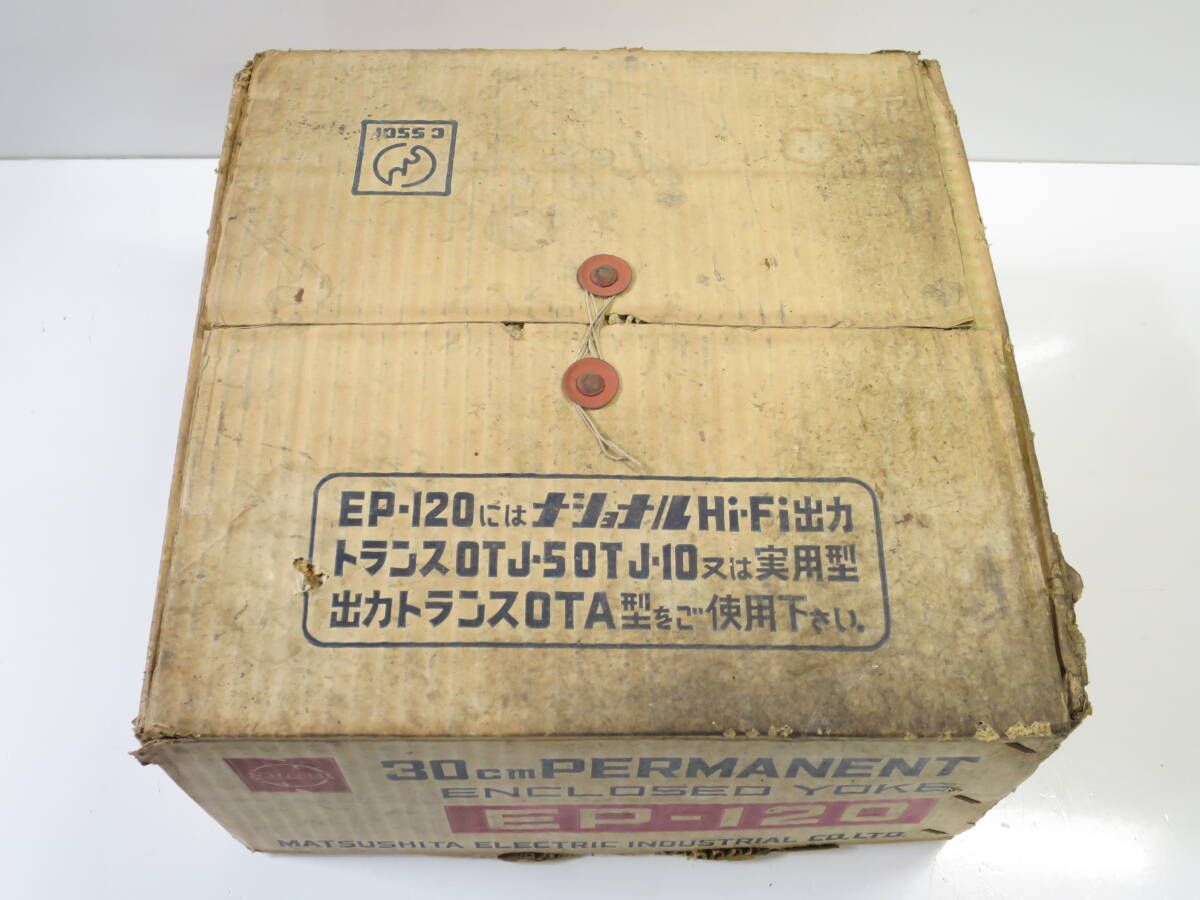 EP-120には ナショナル Hi-Fi出力
トランスOTJ-5 OTJ-10又は実用型
出力トランスOTA型をご使用下さい。
30cm PERMANENT
ENCLOSED YOKE
EP-120
MATSUSHITA ELECTRIC INDUSTRIAL CO.,LTD.